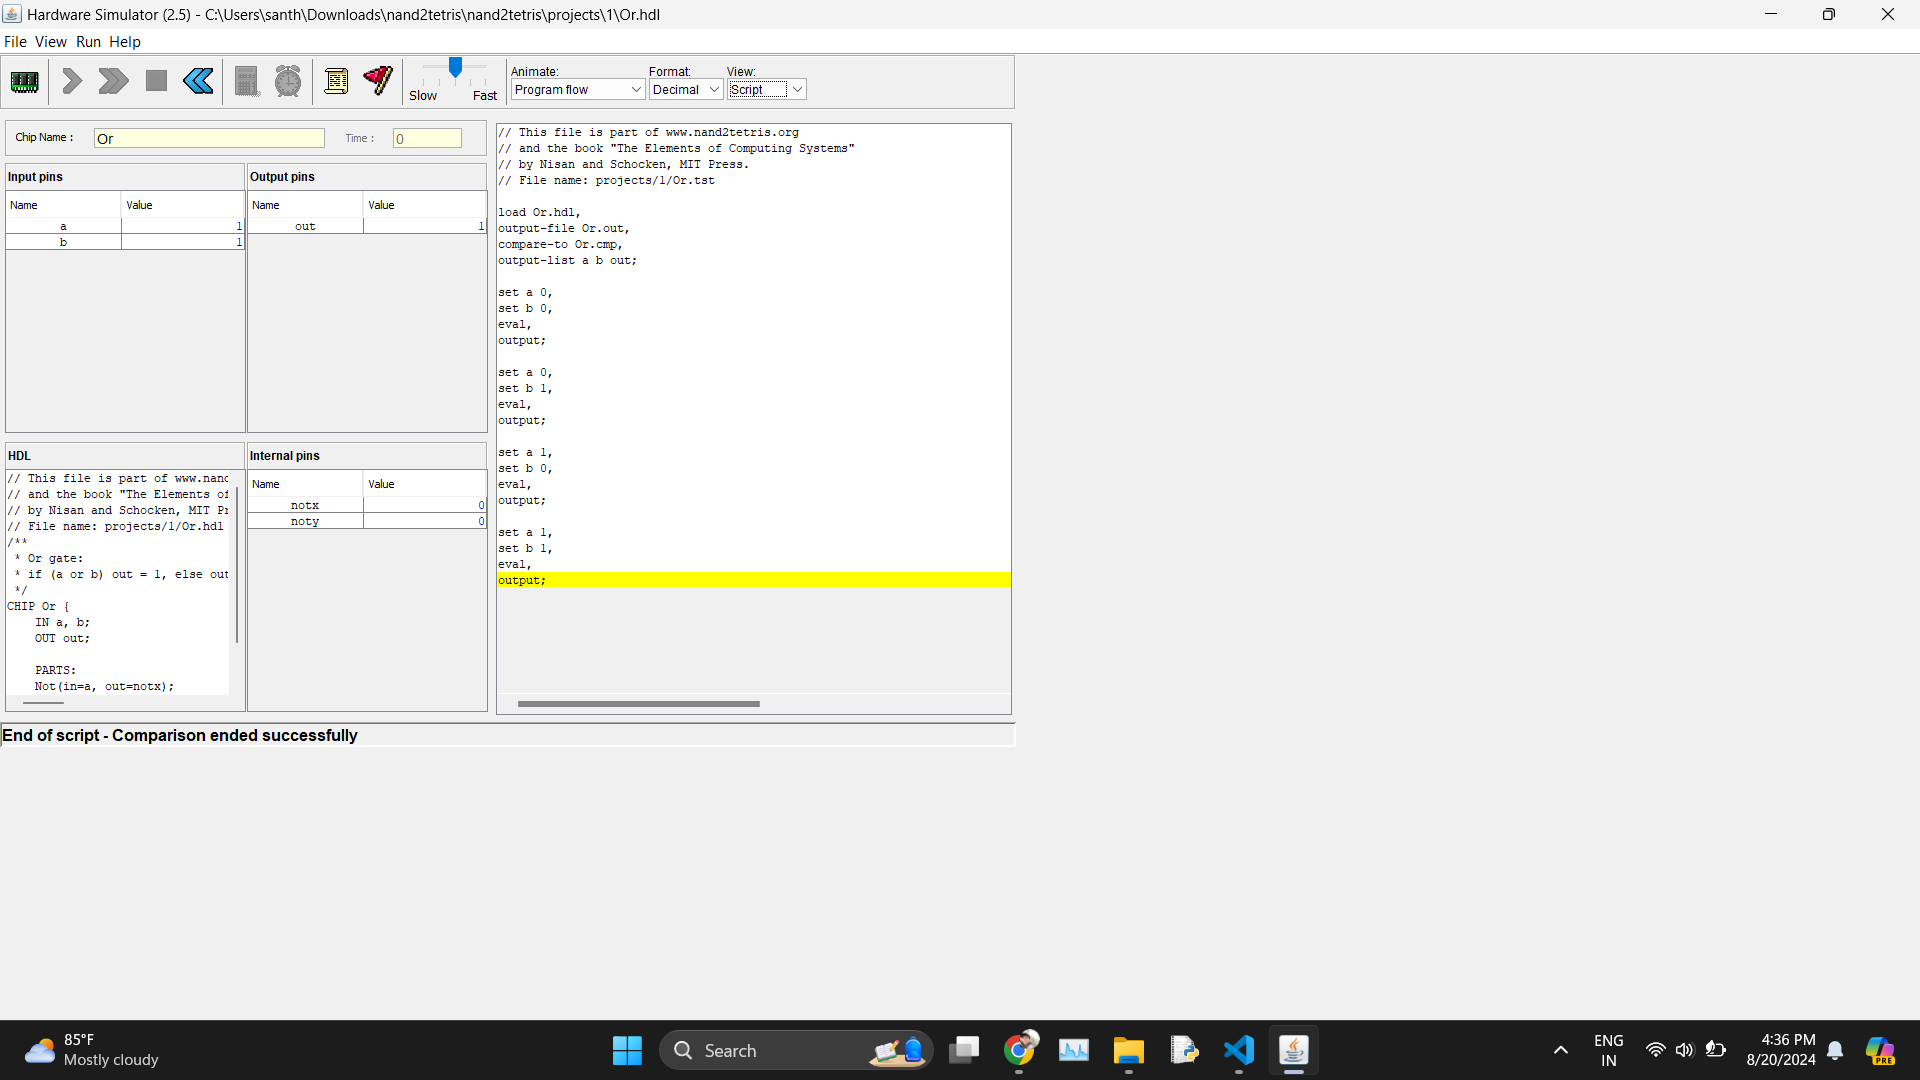 Hardware Simulator (2.5) - C:\Users\santh\Downloads\nand2tetris\nand2tetris\projects\1\Or.hdl
File View Run Help
Slow Fast
Animate: Format: View:
Program flow Decimal Script
Chip Name : Or Time : 0
Input pins
Name Value
a 1
b 1
Output pins
Name Value
out 1
HDL
// This file is part of www.nand
// and the book "The Elements of
// by Nisan and Schocken, MIT Pr
// File name: projects/1/Or.hdl
/**
* Or gate:
* if (a or b) out = 1, else out
*/
CHIP Or {
IN a, b;
OUT out;
PARTS:
Not(in=a, out=notx);
Internal pins
Name Value
notx 0
noty 0
// This file is part of www.nand2tetris.org
// and the book "The Elements of Computing Systems"
// by Nisan and Schocken, MIT Press.
// File name: projects/1/Or.tst
load Or.hdl,
output-file Or.out,
compare-to Or.cmp,
output-list a b out;
set a 0,
set b 0,
eval,
output;
set a 0,
set b 1,
eval,
output;
set a 1,
set b 0,
eval,
output;
set a 1,
set b 1,
eval,
output;
End of script - Comparison ended successfully
85°F
Mostly cloudy
Search
ENG
IN
4:36 PM
8/20/2024
PRE